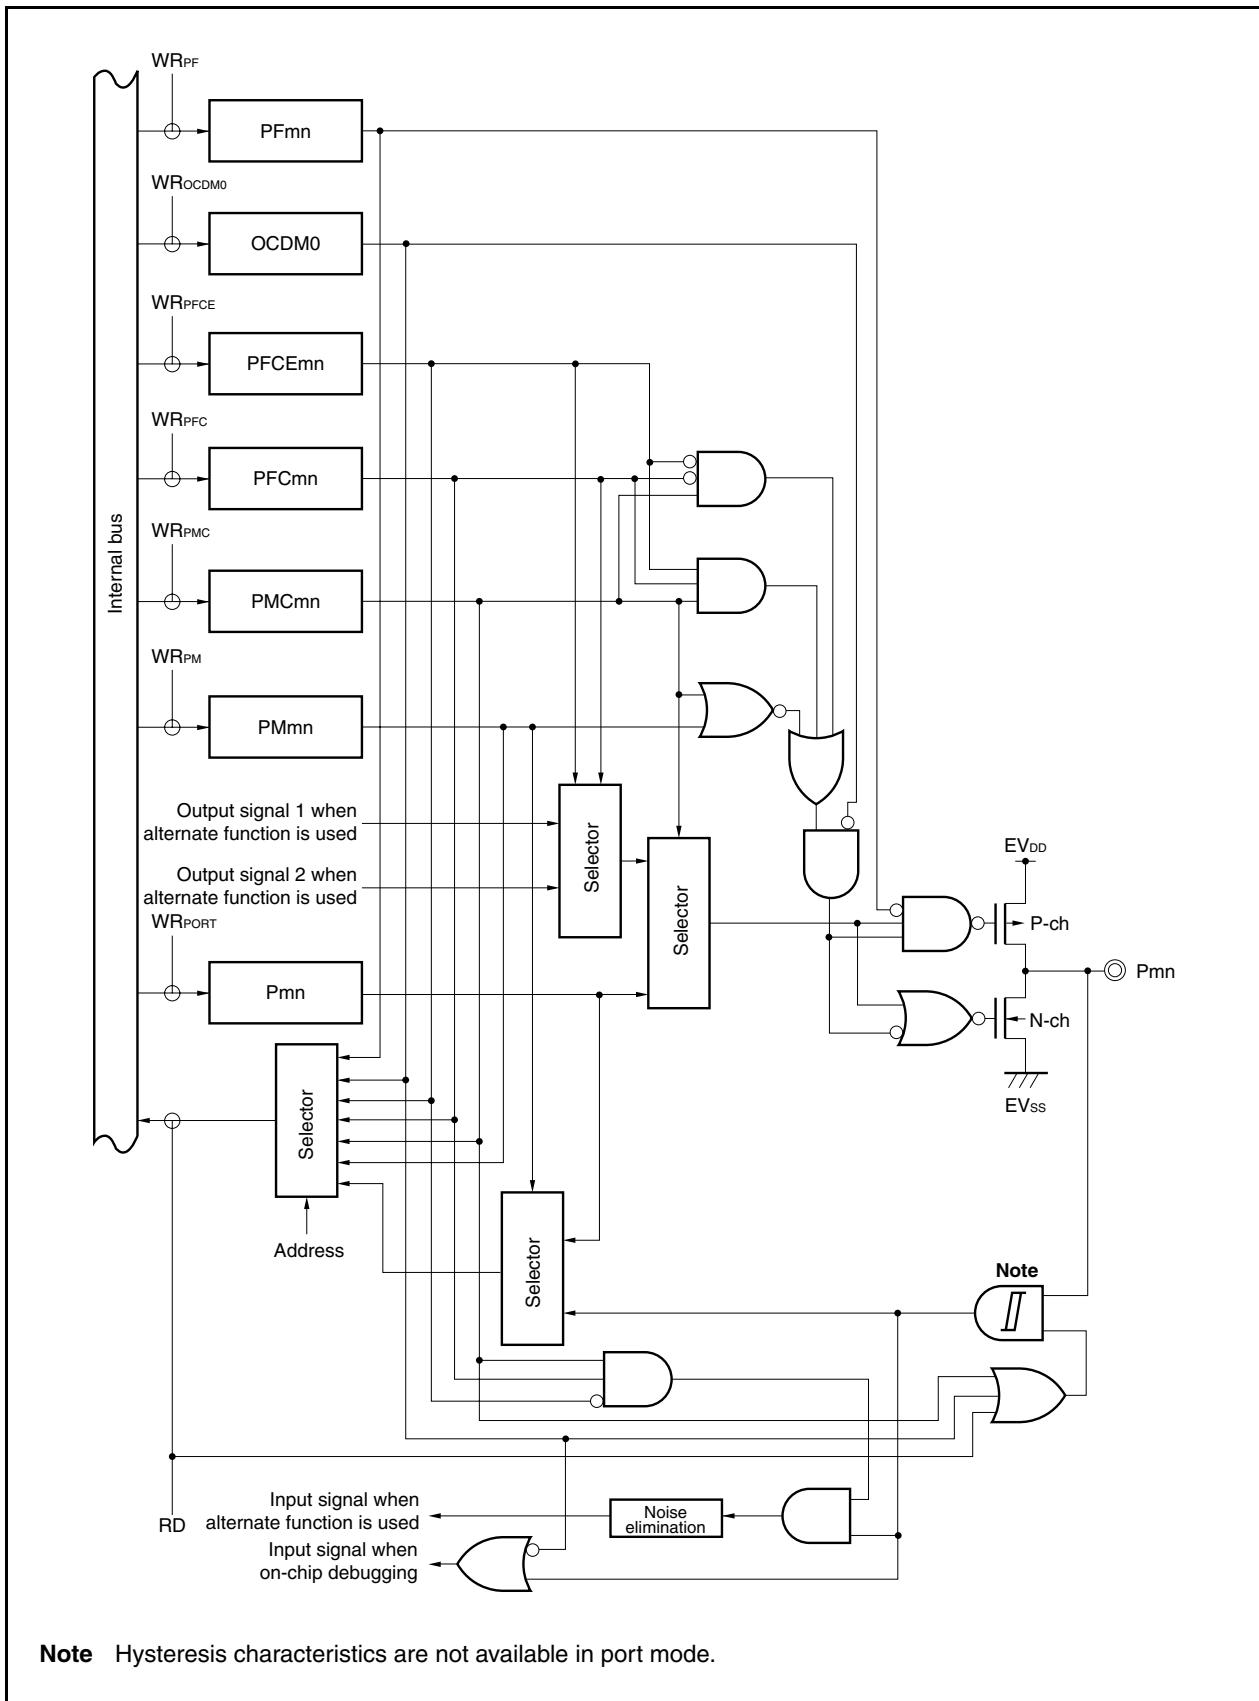 WRPF
PFmn
WROCDM0
OCDM0
WRPFCE
PFCEmn
WRPFC
PFCmn
WRPMC
Internal bus
PMCmn
WRPM
PMmn
Output signal 1 when
alternate function is used
Output signal 2 when
alternate function is used
Selector
Selector
WRPORT
Pmn
EVDD
P-ch
Pmn
N-ch
EVSS
Selector
Address
Selector
Note
RD
Input signal when
alternate function is used
Noise
elimination
Input signal when
on-chip debugging
Note Hysteresis characteristics are not available in port mode.